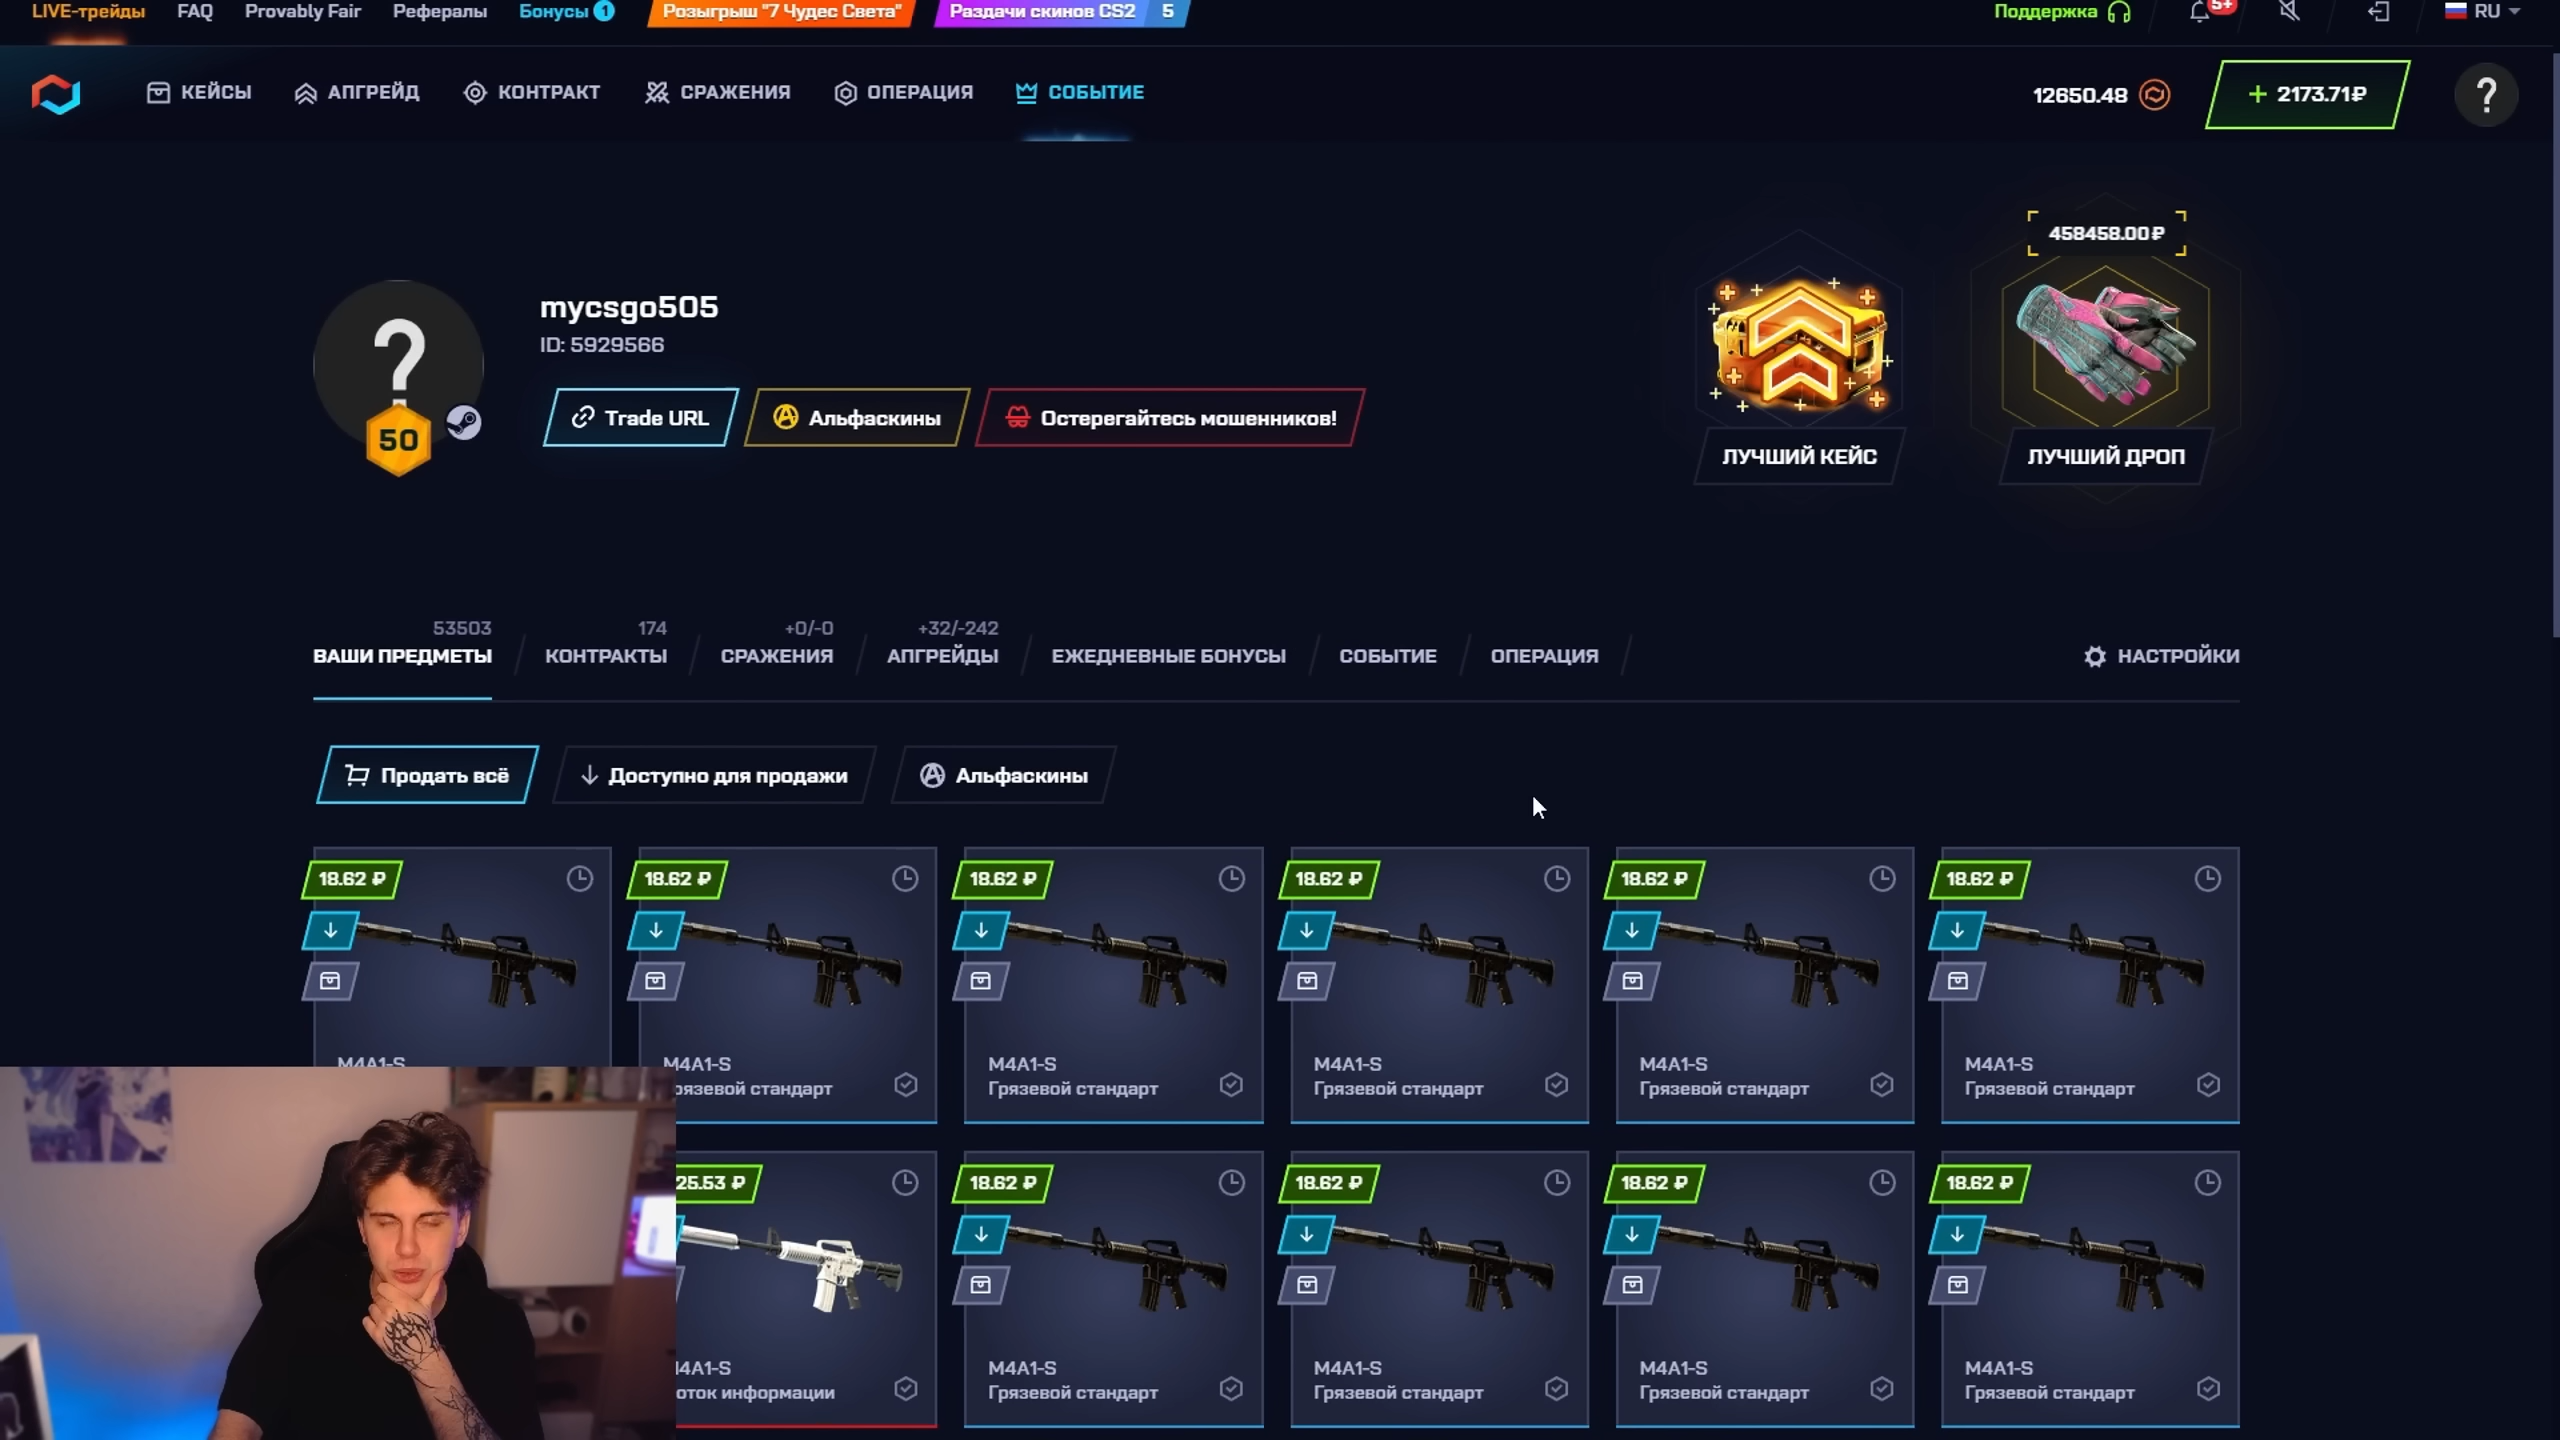 LIVE-трейды FAQ Provably Fair Рефералы Бонусы 1 Розыгрыш "7 Чудес Света" Раздачи скинов CS2 5 Поддержка 5+ RU
КЕЙСЫ АПГРЕЙД КОНТРАКТ СРАЖЕНИЯ ОПЕРАЦИЯ СОБЫТИЕ 12650.48 + 2173.71₽ ?
458458.00₽
mycsgo505
ID: 5929566
?
50
Trade URL Альфаскины Остерегайтесь мошенников!
ЛУЧШИЙ КЕЙС ЛУЧШИЙ ДРОП
53503 174 +0/-0 +32/-242
ВАШИ ПРЕДМЕТЫ КОНТРАКТЫ СРАЖЕНИЯ АПГРЕЙДЫ ЕЖЕДНЕВНЫЕ БОНУСЫ СОБЫТИЕ ОПЕРАЦИЯ НАСТРОЙКИ
Продать всё Доступно для продажи Альфаскины
18.62 ₽ 18.62 ₽ 18.62 ₽ 18.62 ₽ 18.62 ₽ 18.62 ₽
M4A1-S M4A1-S M4A1-S M4A1-S M4A1-S M4A1-S
рязевой стандарт Грязевой стандарт Грязевой стандарт Грязевой стандарт Грязевой стандарт
25.53 ₽ 18.62 ₽ 18.62 ₽ 18.62 ₽ 18.62 ₽
4A1-S M4A1-S M4A1-S M4A1-S M4A1-S
оток информации Грязевой стандарт Грязевой стандарт Грязевой стандарт Грязевой стандарт